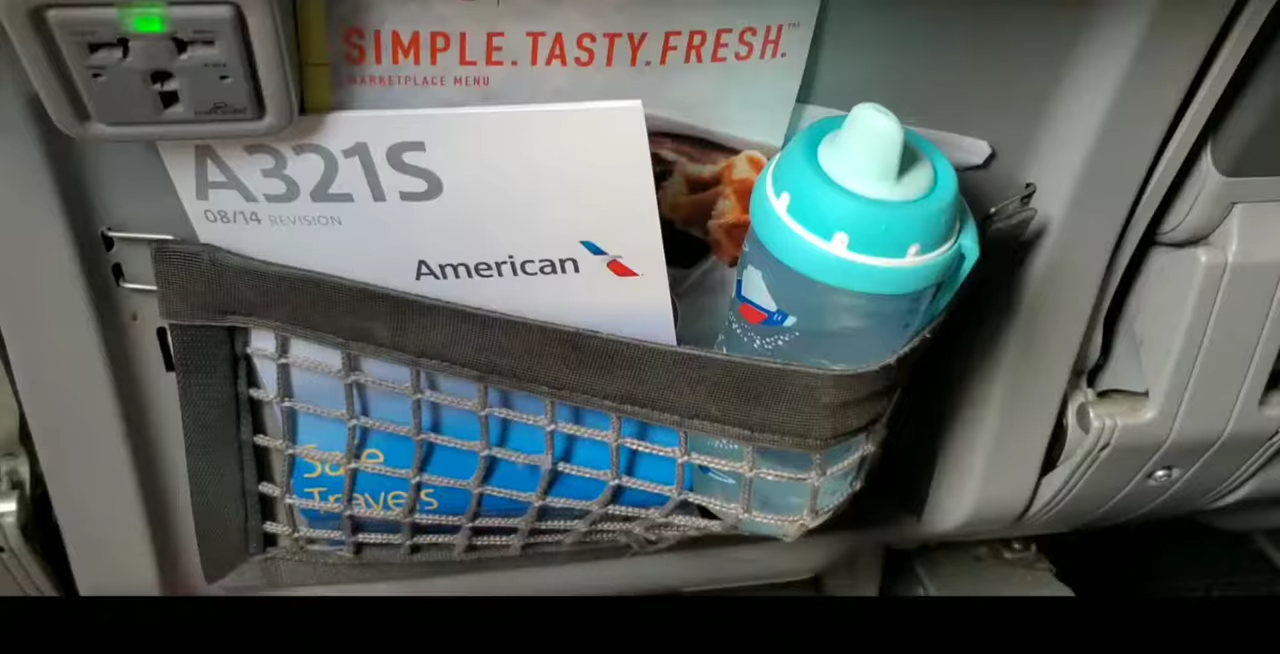 SIMPLE.TASTY.FRESH.™
MARKETPLACE MENU
A321S
08/14 REVISION
American
Safe
Travels